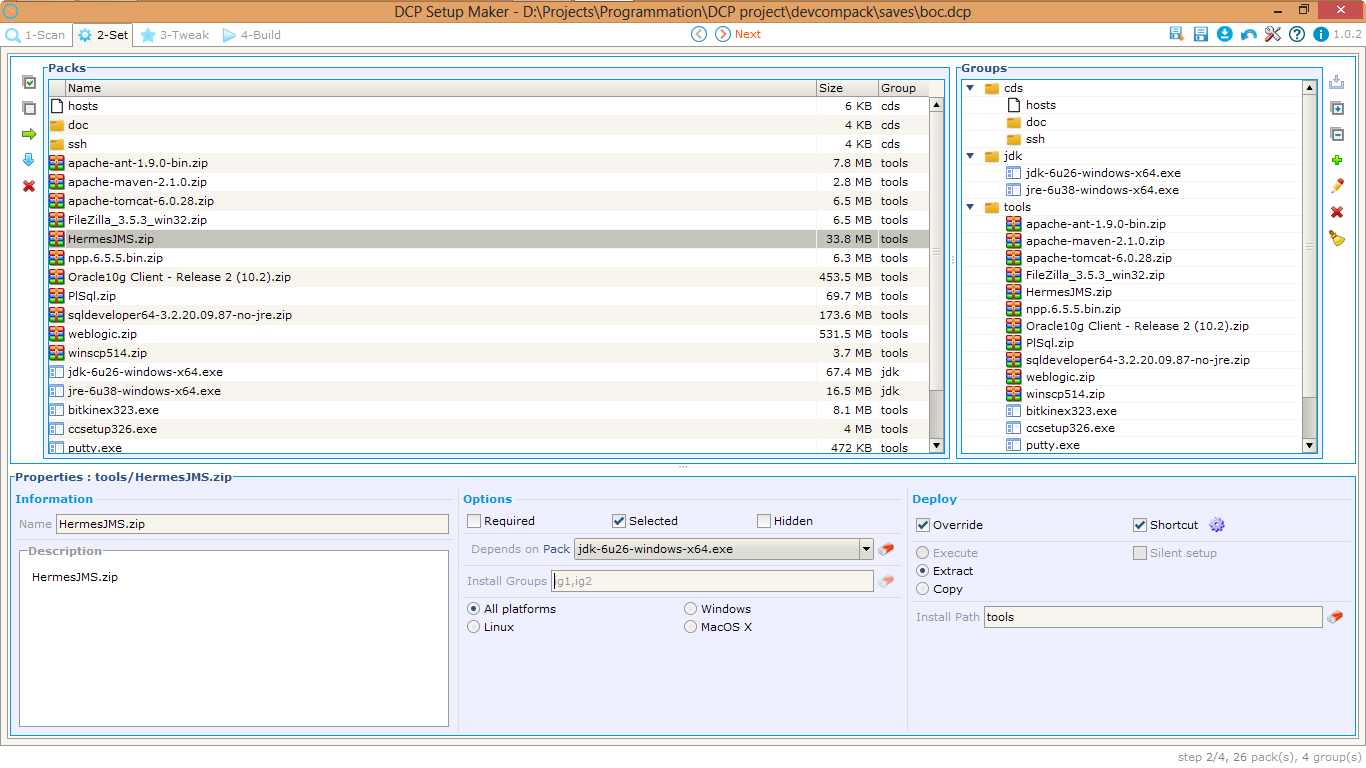 DCP Setup Maker - D:\Projects\Programmation\DCP project\devcompack\saves\boc.dcp
1-Scan 2-Set 3-Tweak 4-Build Next 1.0.2
Packs
Name Size Group
hosts 6 KB cds
doc 4 KB cds
ssh 4 KB cds
apache-ant-1.9.0-bin.zip 7.8 MB tools
apache-maven-2.1.0.zip 2.8 MB tools
apache-tomcat-6.0.28.zip 6.5 MB tools
FileZilla_3.5.3_win32.zip 6.5 MB tools
HermesJMS.zip 33.8 MB tools
npp.6.5.5.bin.zip 6.3 MB tools
Oracle10g Client - Release 2 (10.2).zip 453.5 MB tools
PlSql.zip 69.7 MB tools
sqldeveloper64-3.2.20.09.87-no-jre.zip 173.6 MB tools
weblogic.zip 531.5 MB tools
winscp514.zip 3.7 MB tools
jdk-6u26-windows-x64.exe 67.4 MB jdk
jre-6u38-windows-x64.exe 16.5 MB jdk
bitkinex323.exe 8.1 MB tools
ccsetup326.exe 4 MB tools
putty.exe 472 KB tools
Groups
cds
hosts
doc
ssh
jdk
jdk-6u26-windows-x64.exe
jre-6u38-windows-x64.exe
tools
apache-ant-1.9.0-bin.zip
apache-maven-2.1.0.zip
apache-tomcat-6.0.28.zip
FileZilla_3.5.3_win32.zip
HermesJMS.zip
npp.6.5.5.bin.zip
Oracle10g Client - Release 2 (10.2).zip
PlSql.zip
sqldeveloper64-3.2.20.09.87-no-jre.zip
weblogic.zip
winscp514.zip
bitkinex323.exe
ccsetup326.exe
putty.exe
Properties : tools/HermesJMS.zip
Information
Name HermesJMS.zip
Description
HermesJMS.zip
Options
Required Selected Hidden
Depends on Pack jdk-6u26-windows-x64.exe
Install Groups ig1,ig2
All platforms Windows
Linux MacOS X
Deploy
Override Shortcut
Execute Silent setup
Extract
Copy
Install Path tools
step 2/4, 26 pack(s), 4 group(s)